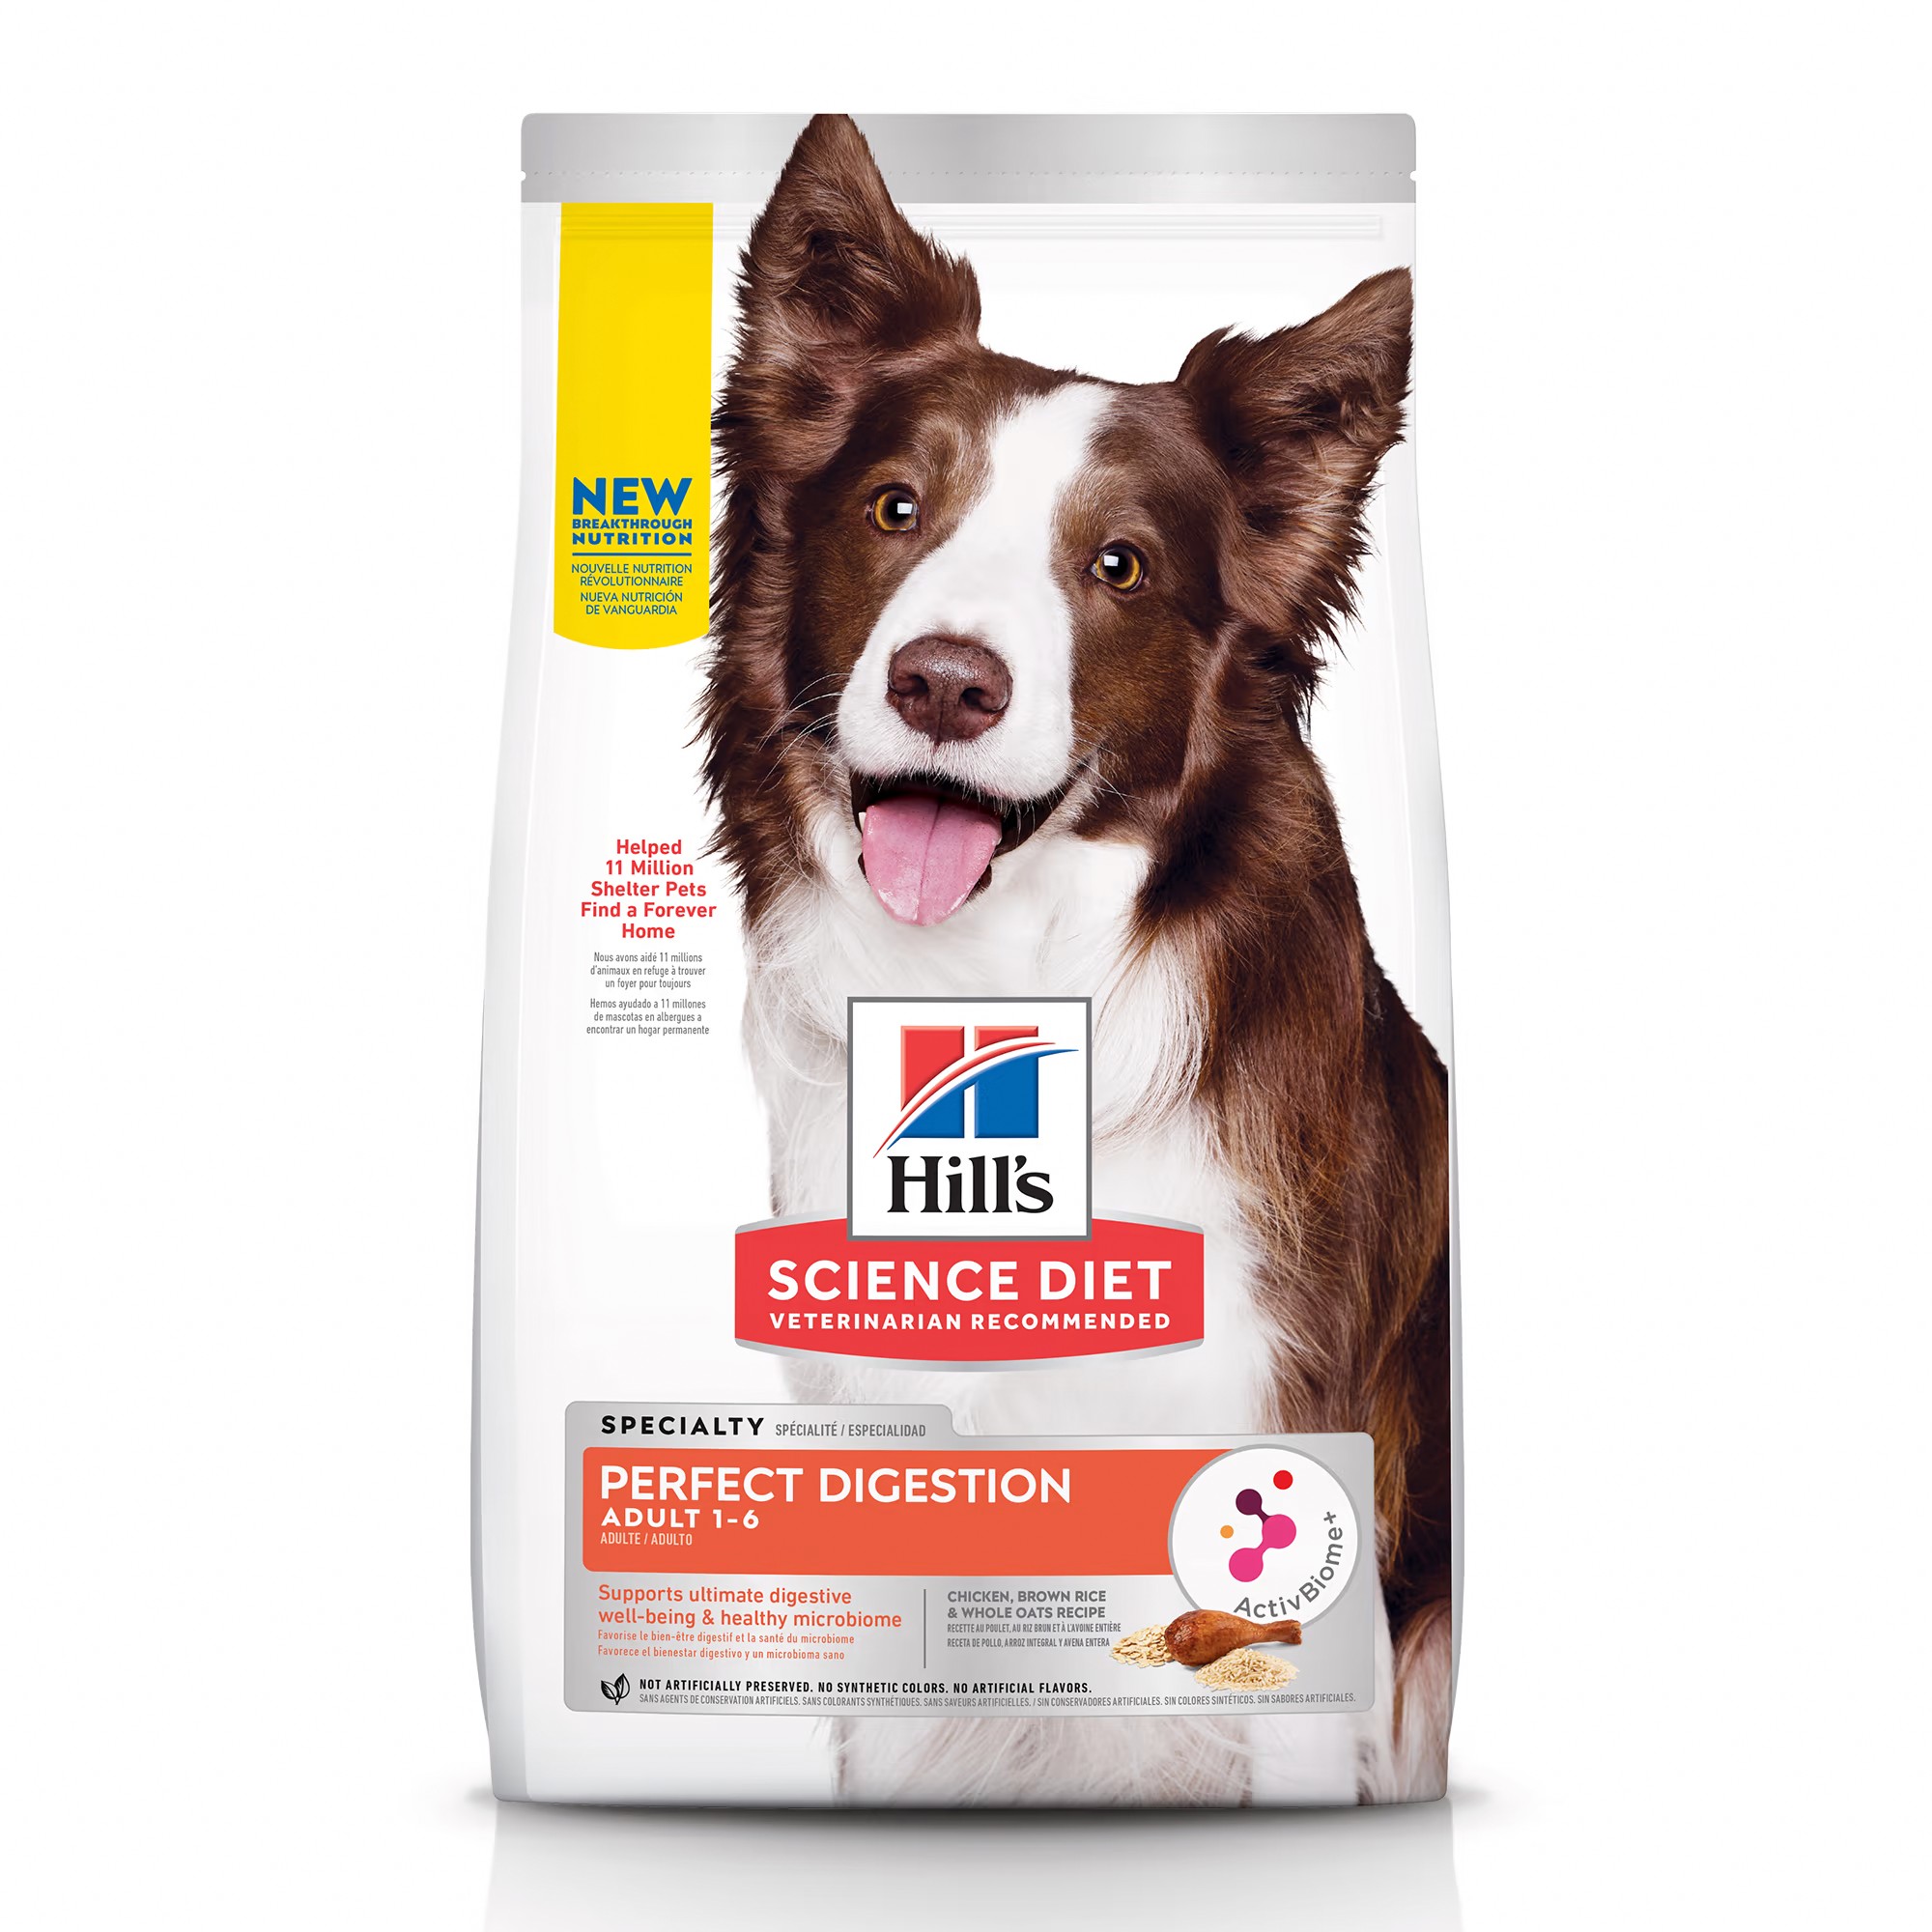 NEW
BREAKTHROUGH
NUTRITION
NOUVELLE NUTRITION
RÉVOLUTIONNAIRE
NUEVA NUTRICIÓN
DE VANGUARDIA
Helped
11 Million
Shelter Pets
Find a Forever
Home
Nous avons aidé 11 millions
d'animaux en refuge à trouver
un foyer pour toujours
Hemos ayudado a 11 millones
de mascotas en albergues a
encontrar un hogar permanente
Hill's
SCIENCE DIET
VETERINARIAN RECOMMENDED
SPECIALTY SPÉCIALITÉ / ESPECIALIDAD
PERFECT DIGESTION
ADULT 1-6
ADULTE / ADULTO
ActivBiome+
Supports ultimate digestive
well-being & healthy microbiome
Favorise le bien-être digestif et la santé du microbiome
Favorece el bienestar digestivo y un microbioma sano
CHICKEN, BROWN RICE
& WHOLE OATS RECIPE
RECETTE AU POULET, AU RIZ BRUN ET À L'AVOINE ENTIÈRE
RECETA DE POLLO, ARROZ INTEGRAL Y AVENA ENTERA
NOT ARTIFICIALLY PRESERVED. NO SYNTHETIC COLORS. NO ARTIFICIAL FLAVORS.
SANS AGENTS DE CONSERVATION ARTIFICIELS. SANS COLORANTS SYNTHÉTIQUES. SANS SAVEURS ARTIFICIELLES. / SIN CONSERVADORES ARTIFICIALES. SIN COLORES SINTÉTICOS. SIN SABORES ARTIFICIALES.